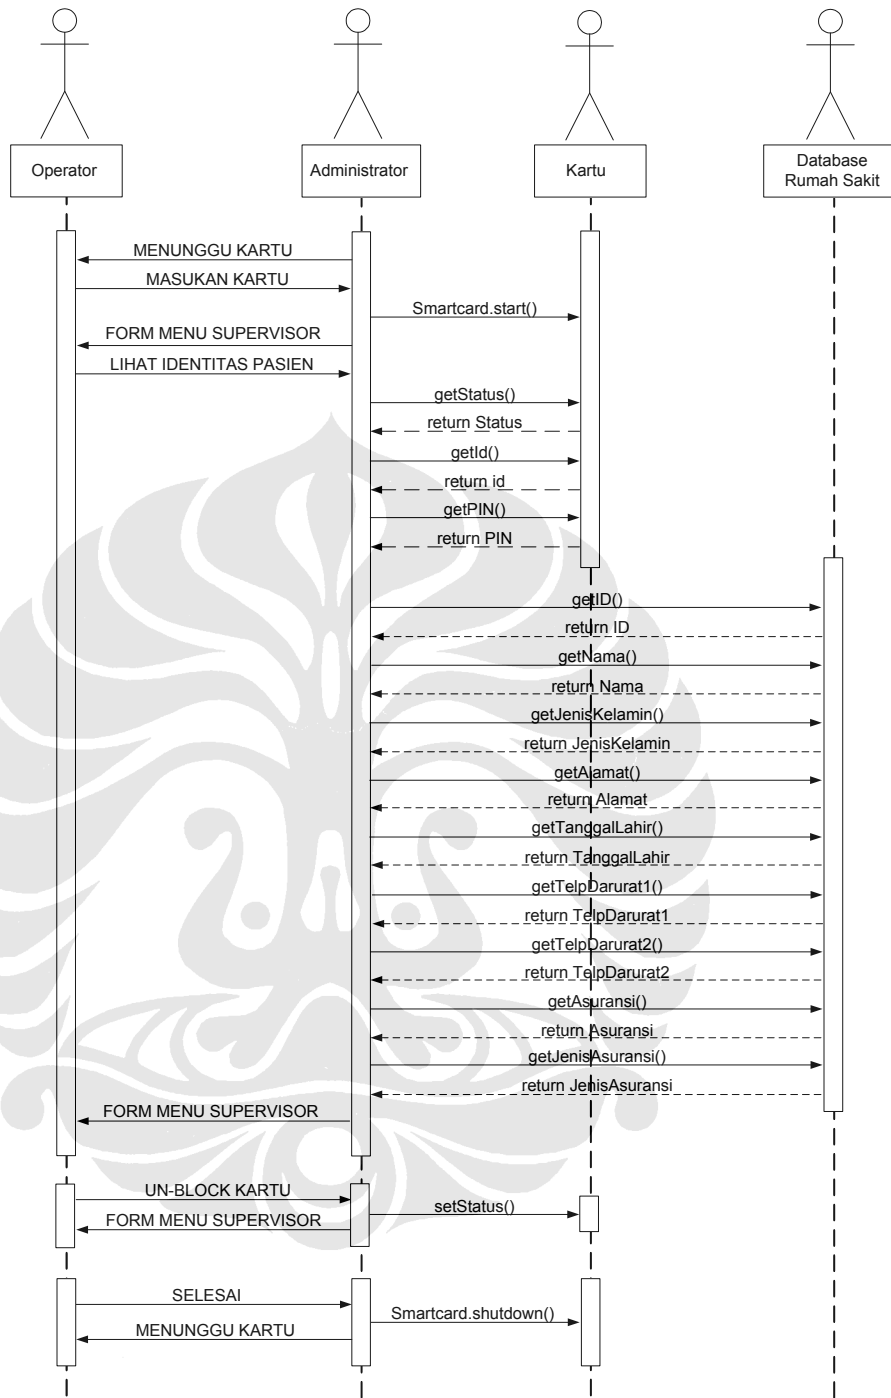 Operator
Administrator
Kartu
Database
Rumah Sakit
MENUNGGU KARTU
MASUKAN KARTU
Smartcard.start()
FORM MENU SUPERVISOR
LIHAT IDENTITAS PASIEN
getStatus()
return Status
getId()
return id
getPIN()
return PIN
getID()
return ID
getNama()
return Nama
getJenisKelamin()
return JenisKelamin
getAlamat()
return Alamat
getTanggalLahir()
return TanggalLahir
getTelpDarurat1()
return TelpDarurat1
getTelpDarurat2()
return TelpDarurat2
getAsuransi()
return Asuransi
getJenisAsuransi()
return JenisAsuransi
FORM MENU SUPERVISOR
UN-BLOCK KARTU
setStatus()
FORM MENU SUPERVISOR
SELESAI
Smartcard.shutdown()
MENUNGGU KARTU